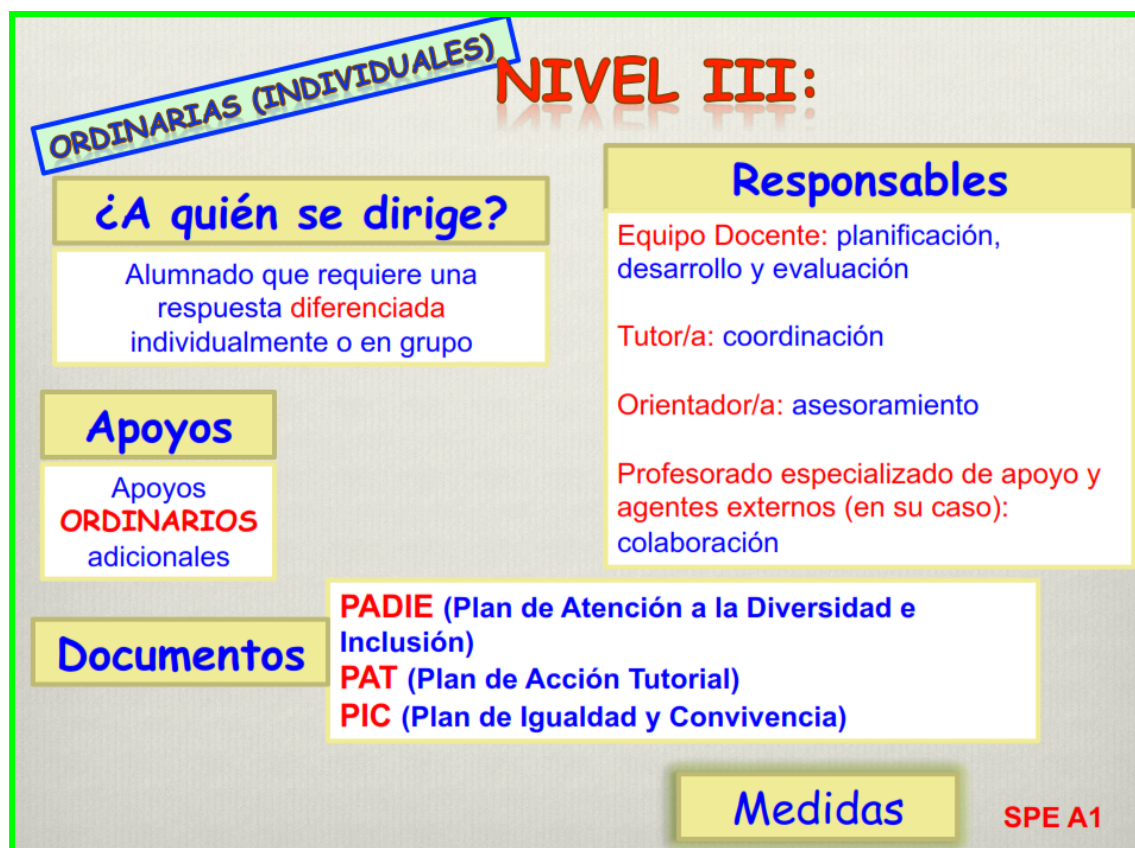 ORDINARIAS (INDIVIDUALES)
NIVEL III:
¿A quién se dirige?
Alumnado que requiere una
respuesta diferenciada
individualmente o en grupo
Responsables
Equipo Docente: planificación,
desarrollo y evaluación
Tutor/a: coordinación
Orientador/a: asesoramiento
Profesorado especializado de apoyo y
agentes externos (en su caso):
colaboración
Apoyos
Apoyos
ORDINARIOS
adicionales
Documentos
PADIE (Plan de Atención a la Diversidad e
Inclusión)
PAT (Plan de Acción Tutorial)
PIC (Plan de Igualdad y Convivencia)
Medidas
SPE A1